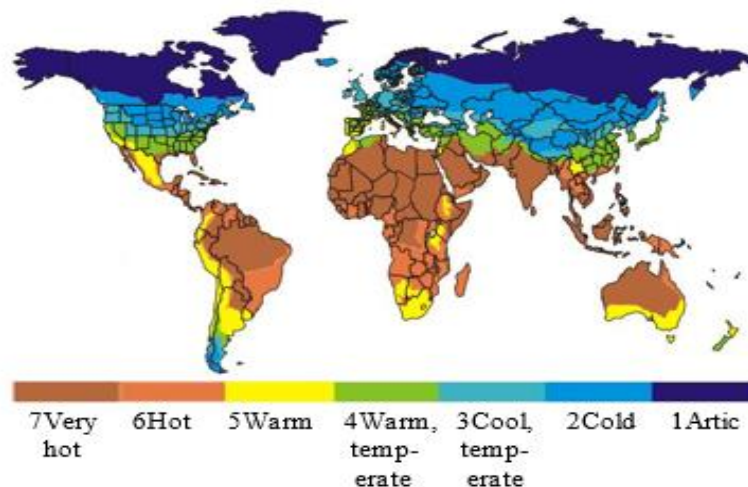 7Very hot
6Hot
5Warm
4Warm, temp-erate
3Cool, temp-erate
2Cold
1Artic